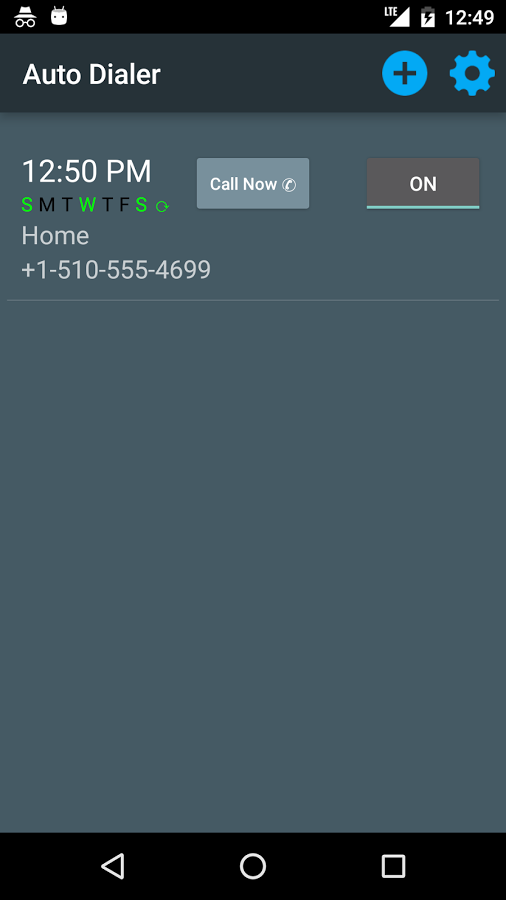 LTE 12:49
Auto Dialer
12:50 PM
Call Now ✆
ON
S M T W T F S
Home
+1-510-555-4699